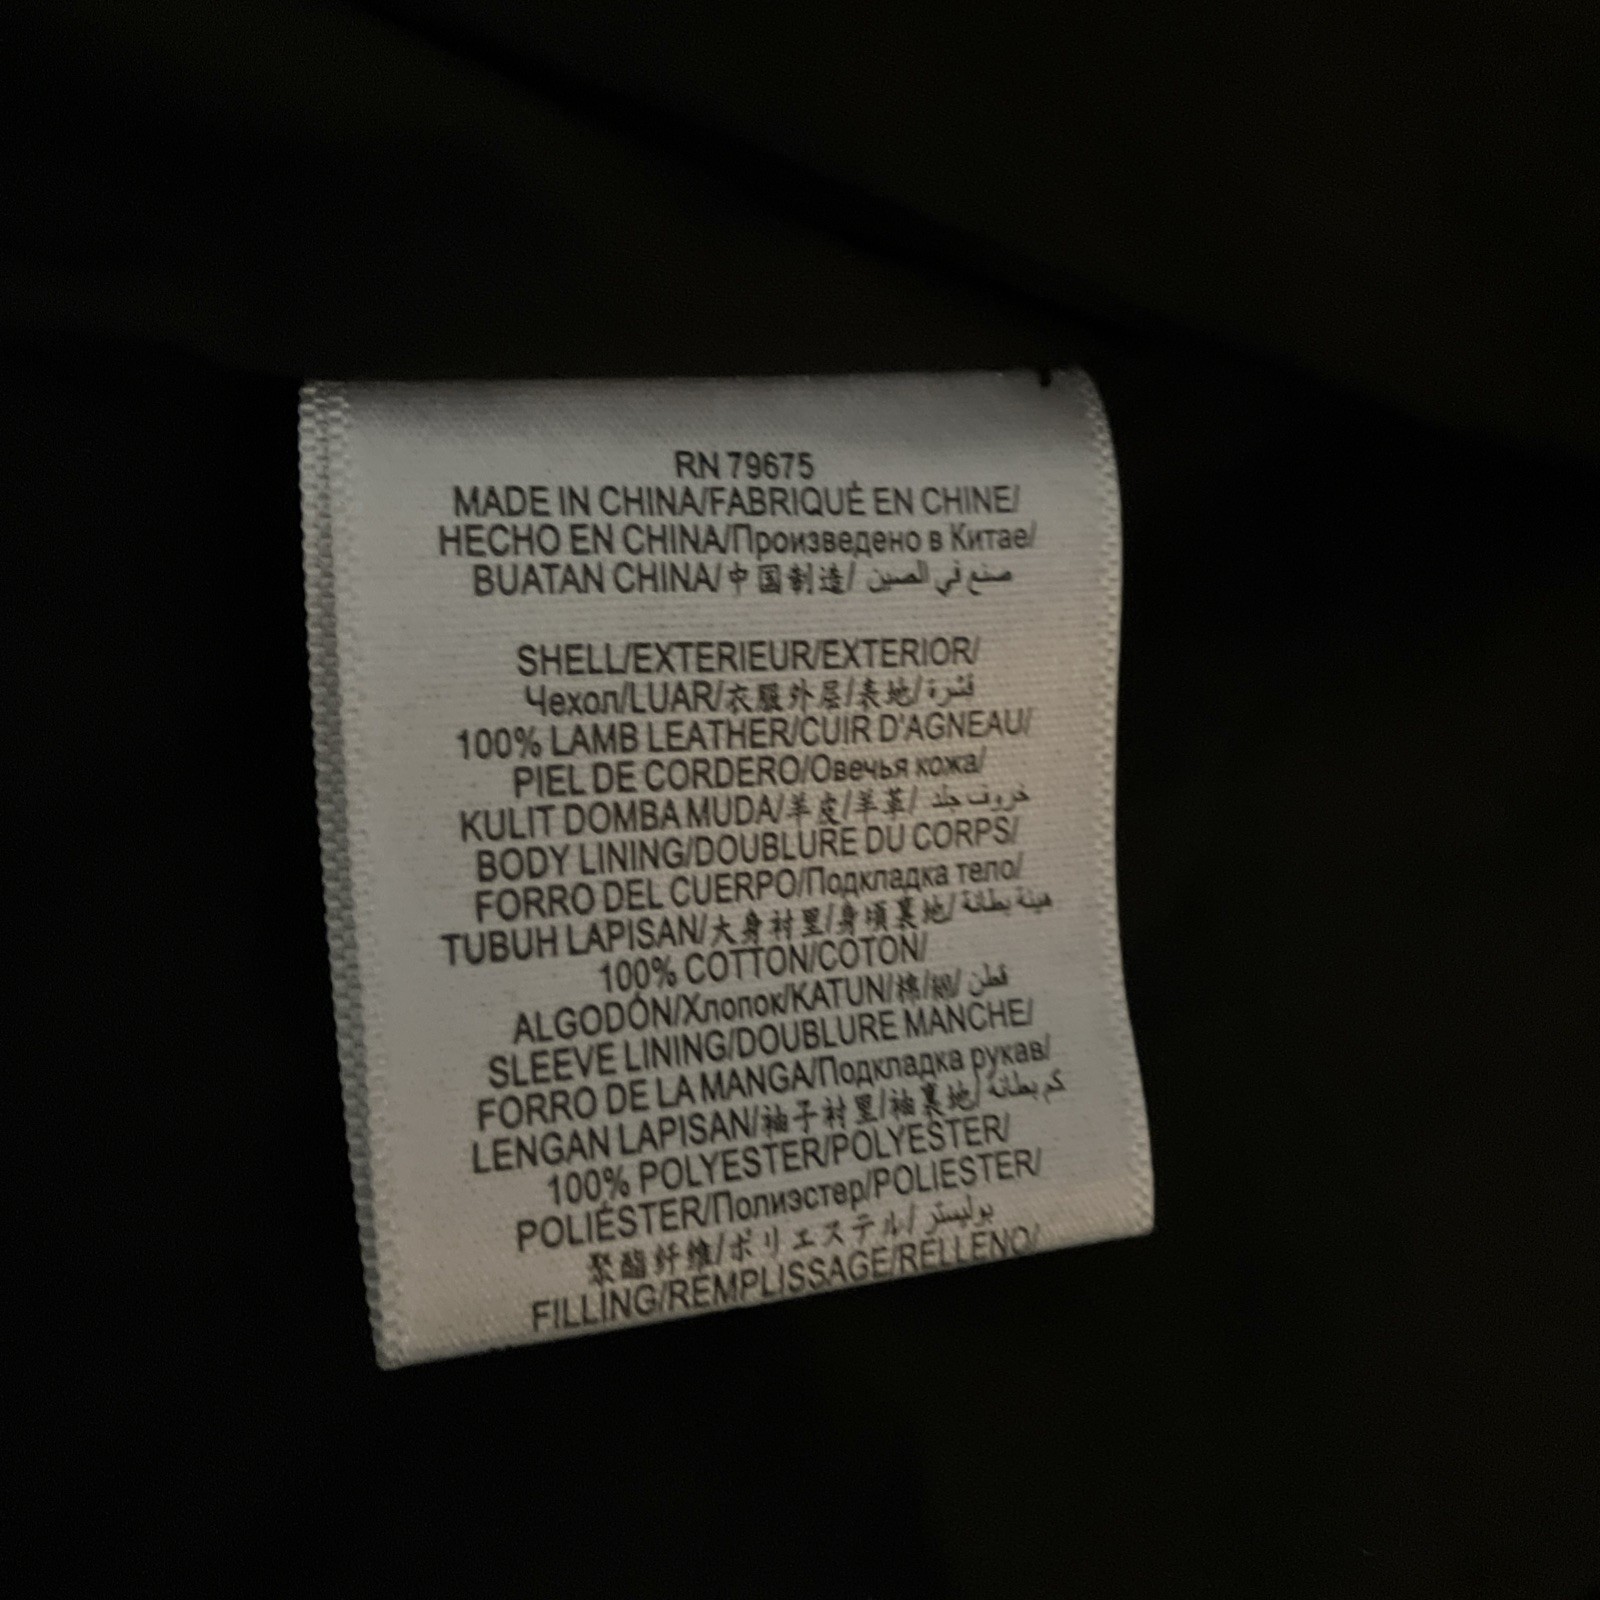 RN 79675
MADE IN CHINA/FABRIQUÉ EN CHINE/
HECHO EN CHINA/Произведено в Китае/
BUATAN CHINA/中国制造/ صنع في الصين
SHELL/EXTERIEUR/EXTERIOR/
Чехол/LUAR/衣服外层/表地/ قشرة
100% LAMB LEATHER/CUIR D'AGNEAU/
PIEL DE CORDERO/Овечья кожа/
KULIT DOMBA MUDA/羊皮/羊革/ خروف جلد
BODY LINING/DOUBLURE DU CORPS/
FORRO DEL CUERPO/Подкладка тело/
TUBUH LAPISAN/大身衬里/身頃裏地/ هيئة بطانة
100% COTTON/COTON/
ALGODÓN/Хлопок/KATUN/棉/綿/ قطن
SLEEVE LINING/DOUBLURE MANCHE/
FORRO DE LA MANGA/Подкладка рукав/
LENGAN LAPISAN/袖子衬里/袖裏地/ كم بطانة
100% POLYESTER/POLYESTER/
POLIÉSTER/Полиэстер/POLIESTER/
聚酯纤维/ポリエステル/ بوليستر
FILLING/REMPLISSAGE/RELLENO/